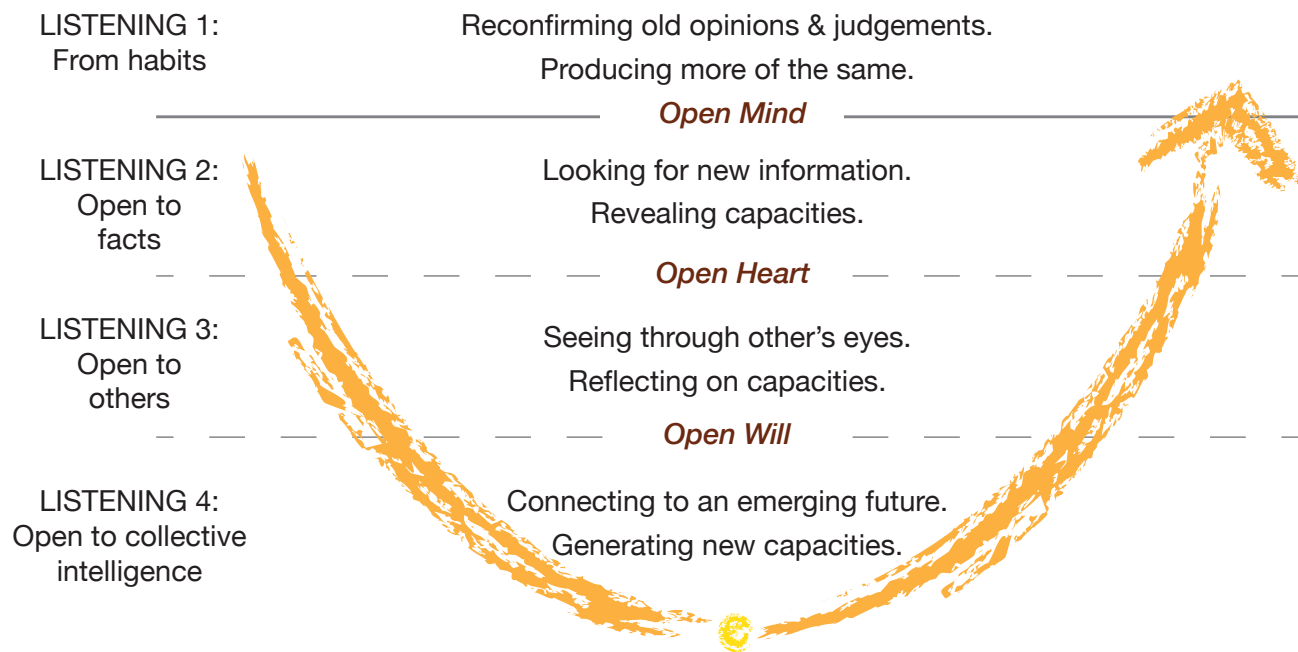 LISTENING 1:
From habits
Reconfirming old opinions & judgements.
Producing more of the same.
Open Mind
LISTENING 2:
Open to
facts
Looking for new information.
Revealing capacities.
Open Heart
LISTENING 3:
Open to
others
Seeing through other’s eyes.
Reflecting on capacities.
Open Will
LISTENING 4:
Open to collective
intelligence
Connecting to an emerging future.
Generating new capacities.
e